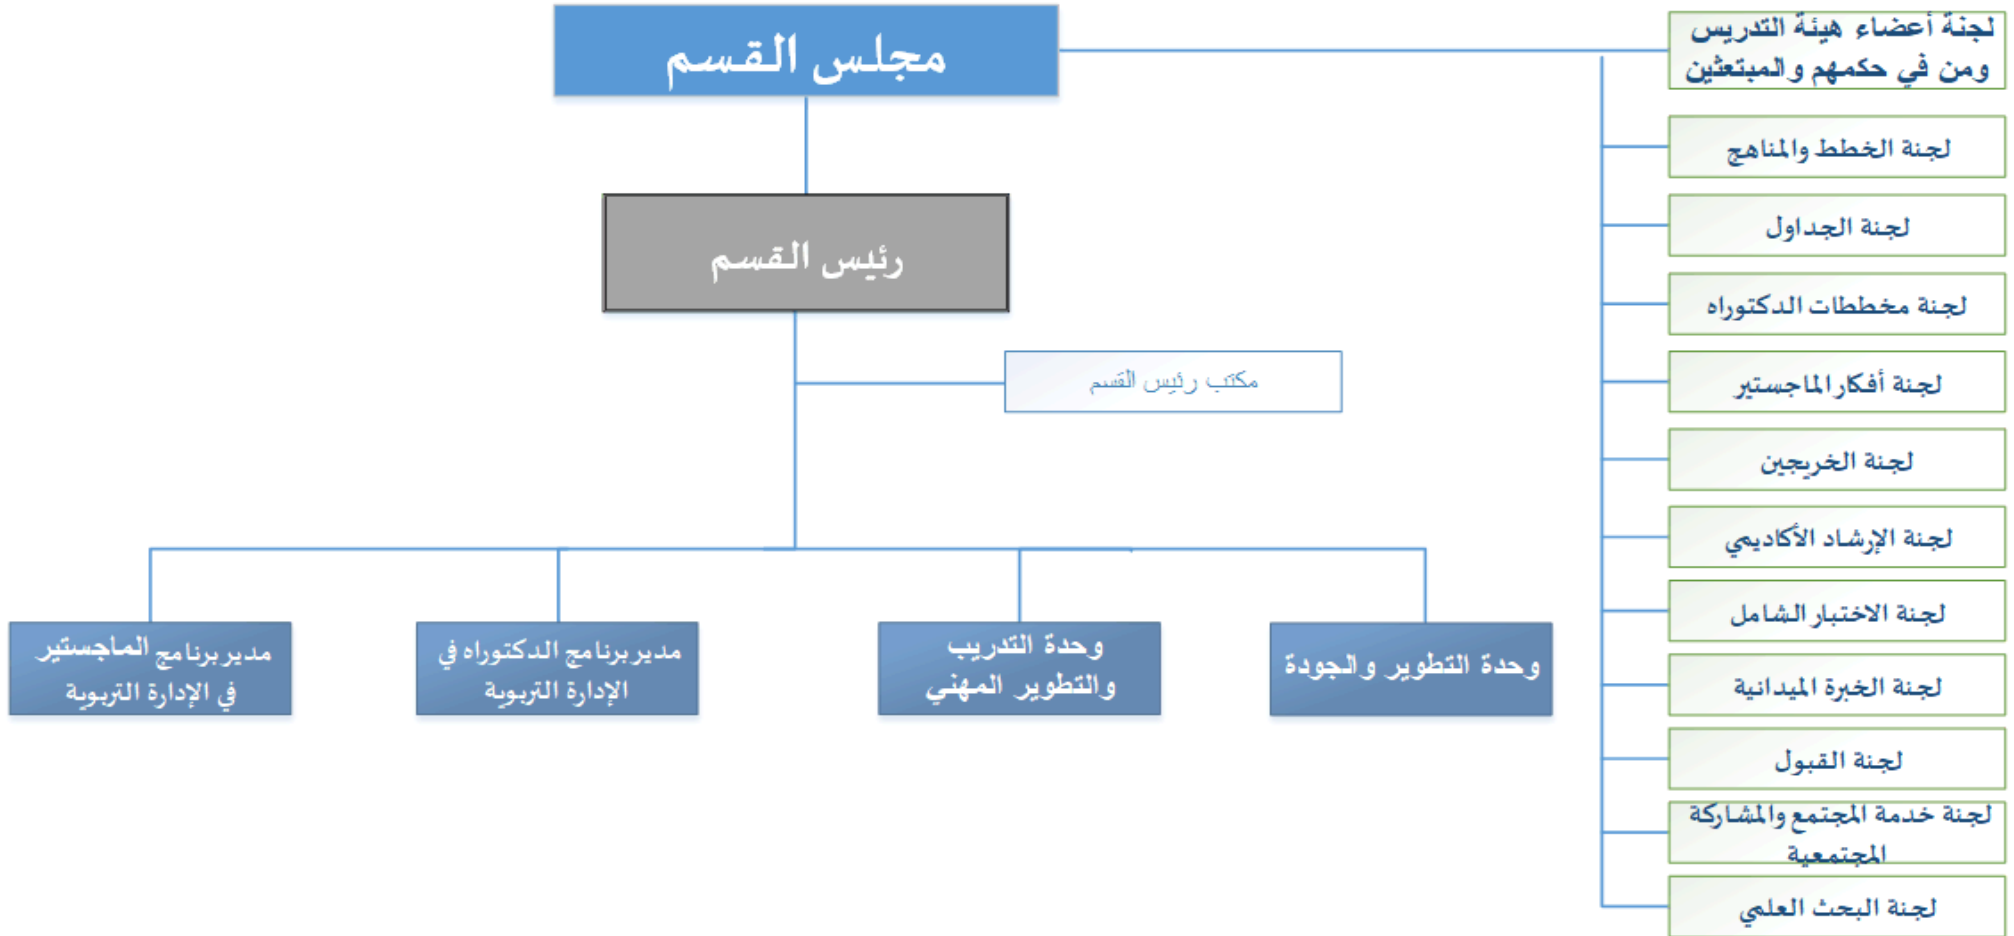 مجلس القسم
رئيس القسم
مكتب رئيس القسم
وحدة التطوير والجودة
وحدة التدريب
والتطوير المهني
مدير برنامج الدكتوراه في
الإدارة التربوية
مدير برنامج الماجستير
في الإدارة التربوية
لجنة أعضاء هيئة التدريس
ومن في حكمهم والمبتعثين
لجنة الخطط والمناهج
لجنة الجداول
لجنة مخططات الدكتوراه
لجنة أفكار الماجستير
لجنة الخريجين
لجنة الإرشاد الأكاديمي
لجنة الاختبار الشامل
لجنة الخبرة الميدانية
لجنة القبول
لجنة خدمة المجتمع والمشاركة
المجتمعية
لجنة البحث العلمي